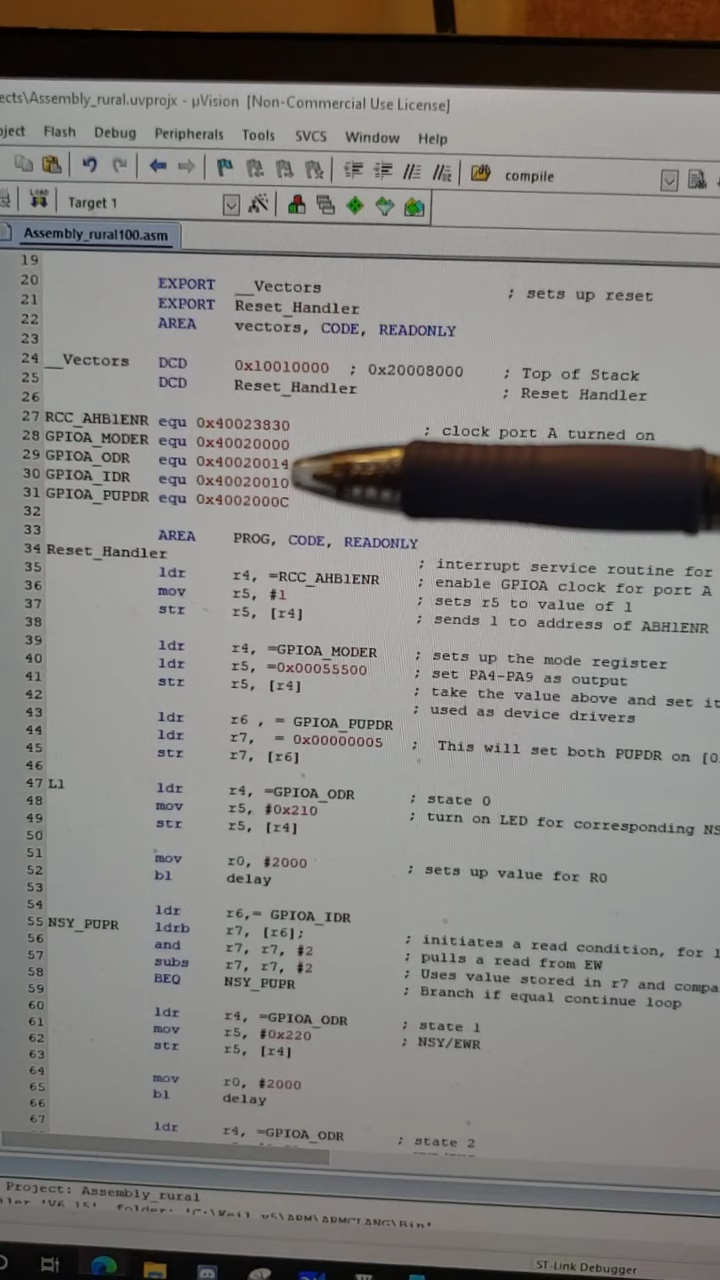 ects\Assembly_rural.uvprojx - µVision [Non-Commercial Use License]
oject Flash Debug Peripherals Tools SVCS Window Help
compile
LOAD Target 1
Assembly_rural100.asm
19
20 EXPORT __Vectors ; sets up reset
21 EXPORT Reset_Handler
22 AREA vectors, CODE, READONLY
23
24 __Vectors DCD 0x10010000 ; 0x20008000 ; Top of Stack
25 DCD Reset_Handler ; Reset Handler
26
27 RCC_AHB1ENR equ 0x40023830 ; clock port A turned on
28 GPIOA_MODER equ 0x40020000
29 GPIOA_ODR equ 0x40020014
30 GPIOA_IDR equ 0x40020010
31 GPIOA_PUPDR equ 0x4002000C
32
33 AREA PROG, CODE, READONLY
34 Reset_Handler ; interrupt service routine for
35 ldr r4, =RCC_AHB1ENR ; enable GPIOA clock for port A
36 mov r5, #1 ; sets r5 to value of 1
37 str r5, [r4] ; sends 1 to address of ABH1ENR
38
39 ldr r4, =GPIOA_MODER ; sets up the mode register
40 ldr r5, =0x00055500 ; set PA4-PA9 as output
41 str r5, [r4] ; take the value above and set it
42 ; used as device drivers
43 ldr r6 , = GPIOA_PUPDR
44 ldr r7, = 0x00000005 ; This will set both PUPDR on [0
45 str r7, [r6]
46
47 L1 ldr r4, =GPIOA_ODR ; state 0
48 mov r5, #0x210 ; turn on LED for corresponding NS
49 str r5, [r4]
50
51 mov r0, #2000 ; sets up value for R0
52 bl delay
53
54 ldr r6,= GPIOA_IDR
55 NSY_PUPR ldrb r7, [r6]; ; initiates a read condition, for
56 and r7, r7, #2 ; pulls a read from EW
57 subs r7, r7, #2 ; Uses value stored in r7 and compa
58 BEQ NSY_PUPR ; Branch if equal continue loop
59
60 ldr r4, =GPIOA_ODR ; state 1
61 mov r5, #0x220 ; NSY/EWR
62 str r5, [r4]
63
64 mov r0, #2000
65 bl delay
66
67 ldr r4, =GPIOA_ODR ; state 2
Project: Assembly_rural
iler 'V6.15' folder: 'C:\Keil_v5\ARM\ARMCLANG\Bin'
ST-Link Debugger